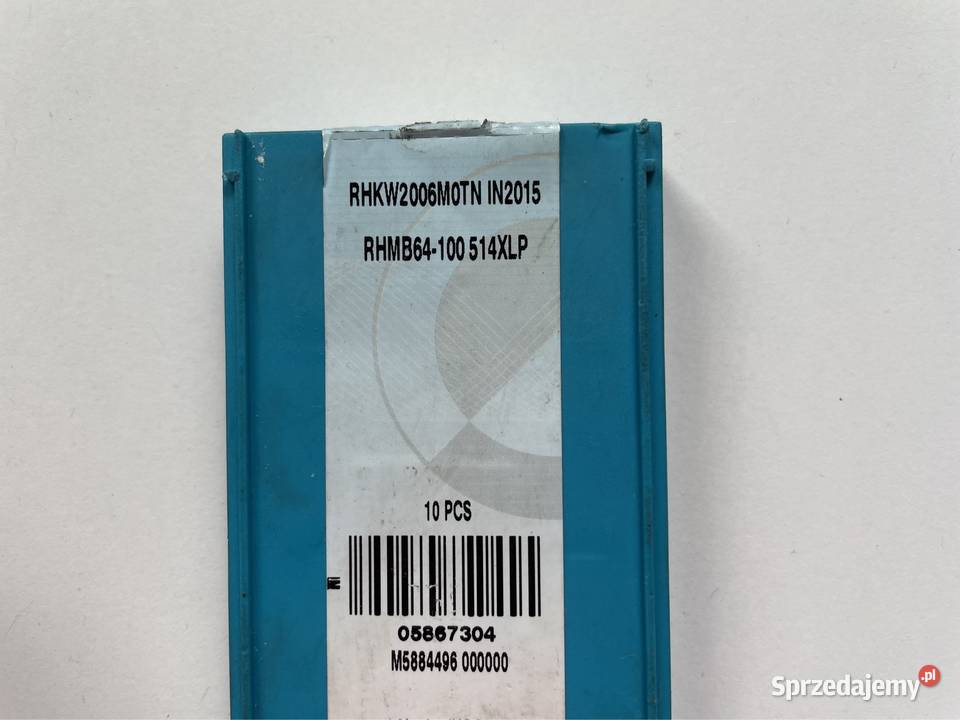 RHKW2006M0TN IN2015
RHMB64-100 514XLP
10 PCS
05867304
M5884496 000000
Sprzedajemy.pl